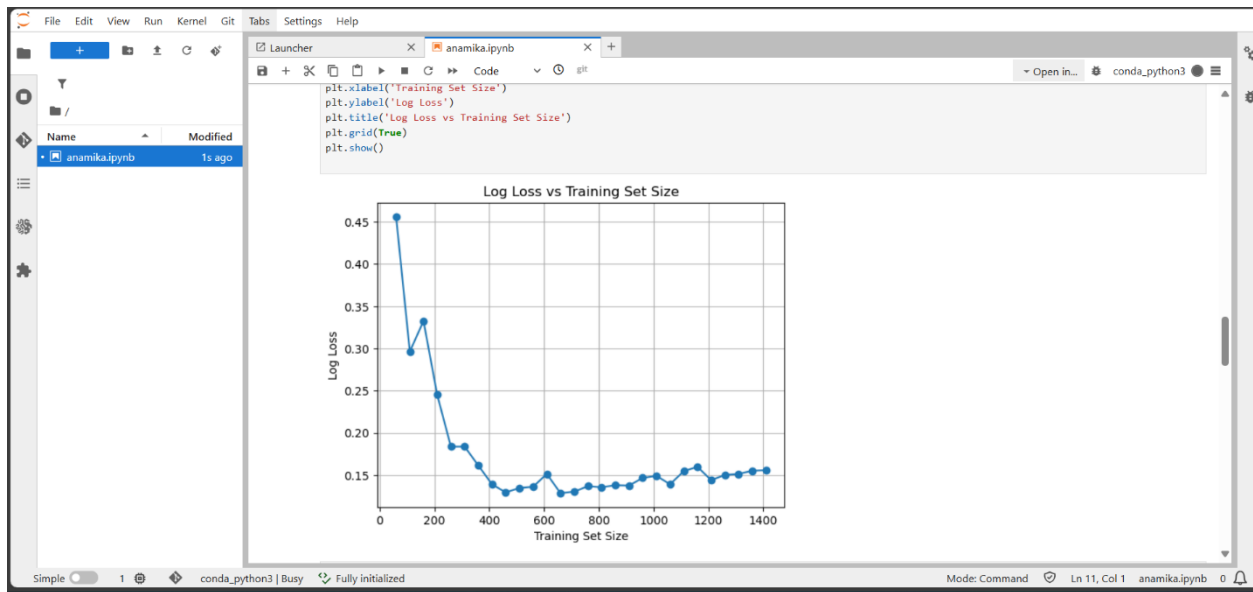 File Edit View Run Kernel Git Tabs Settings Help
Launcher
anamika.ipynb
Code
git
Open in...
conda_python3
/
Name Modified
anamika.ipynb 1s ago
plt.xlabel('Training Set Size')
plt.ylabel('Log Loss')
plt.title('Log Loss vs Training Set Size')
plt.grid(True)
plt.show()
Log Loss vs Training Set Size
Log Loss
0.45
0.40
0.35
0.30
0.25
0.20
0.15
0 200 400 600 800 1000 1200 1400
Training Set Size
Simple 1 conda_python3 | Busy Fully initialized Mode: Command Ln 11, Col 1 anamika.ipynb 0